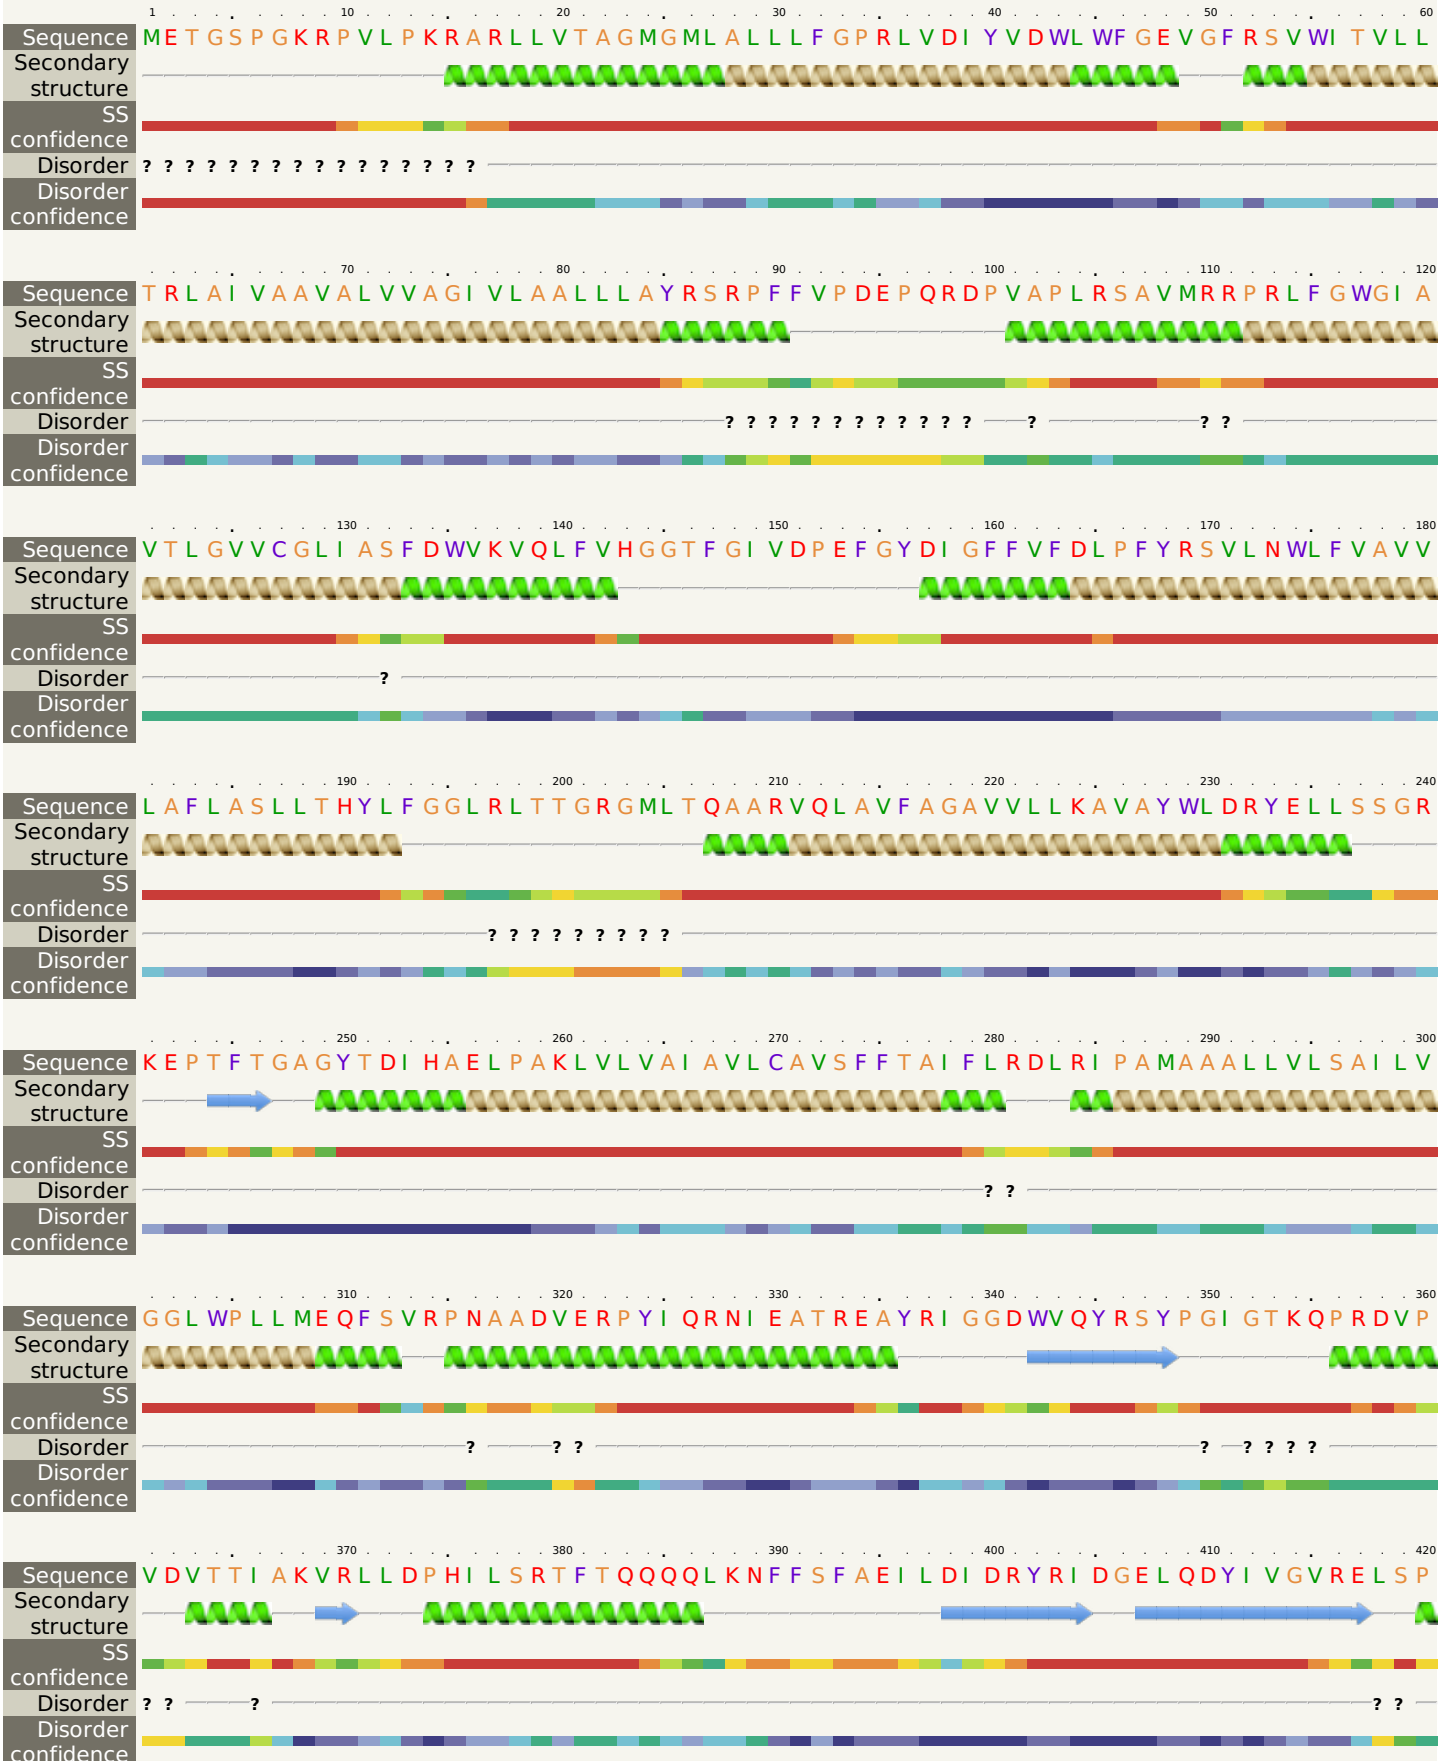 1 10 20 30 40 50 60
Sequence METGSPGKRPVLPKRARLLVTAGMGMLALLLFGPRLVDIYVDWLWFGEVGFRSVWITVLL
Secondary
structure
SS
confidence
Disorder ? ? ? ? ? ? ? ? ? ? ? ? ? ? ? ?
Disorder
confidence
70 80 90 100 110 120
Sequence TRLAIVAAVALVVAGIVLAALLLAYRSRPFFVPDEPQRDPVAPLRSAVMRRPRLFGWGIA
Secondary
structure
SS
confidence
Disorder ? ? ? ? ? ? ? ? ? ? ? ? ? ? ?
Disorder
confidence
130 140 150 160 170 180
Sequence VTLGVVCGLIASFDWVKVQLFVHGGTFGIVDPEFGYDIGFFVFDLPFYRSVLNWLFVAVV
Secondary
structure
SS
confidence
Disorder ?
Disorder
confidence
190 200 210 220 230 240
Sequence LAFLASLLTHYLFGGLRLTTGRGMLTQAARVQLAVFAGAVVLLKAVAYWLDRYELLSSGR
Secondary
structure
SS
confidence
Disorder ? ? ? ? ? ? ? ? ?
Disorder
confidence
250 260 270 280 290 300
Sequence KEPTFTGAGYTDIHAELPAKLVLVAIAVLCAVSFFTAIFLRDLRIPAMAAALLVLSAILV
Secondary
structure
SS
confidence
Disorder ? ?
Disorder
confidence
310 320 330 340 350 360
Sequence GGLWPLLMEQFSVRPNAADVERPYIQRNIEATREAYRIGGDWVQYRSYPGIGTKQPRDVP
Secondary
structure
SS
confidence
Disorder ? ? ? ? ? ? ? ?
Disorder
confidence
370 380 390 400 410 420
Sequence VDVTTIAKVRLLDPHILSRTFTQQQQLKNFFSFAEILDIDRYRIDGELQDYIVGVRELSP
Secondary
structure
SS
confidence
Disorder ? ? ? ? ?
Disorder
confidence